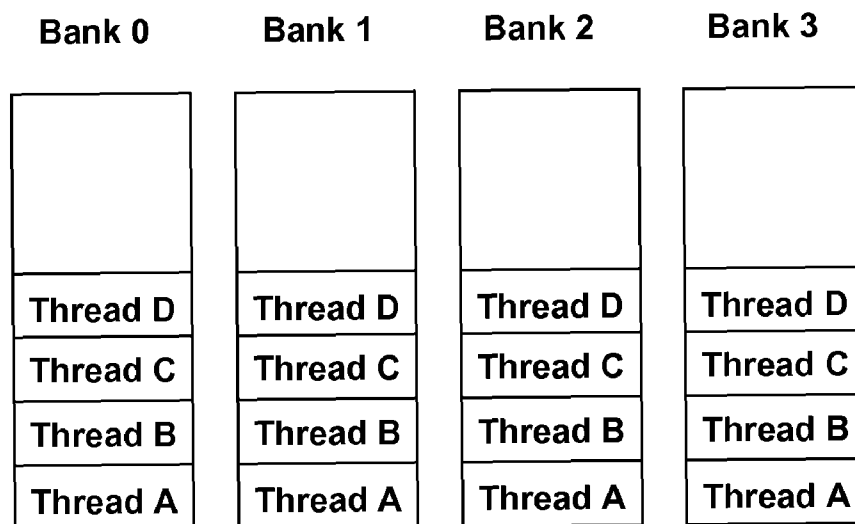 Bank 0 Bank 1 Bank 2 Bank 3
Thread D Thread D Thread D Thread D
Thread C Thread C Thread C Thread C
Thread B Thread B Thread B Thread B
Thread A Thread A Thread A Thread A